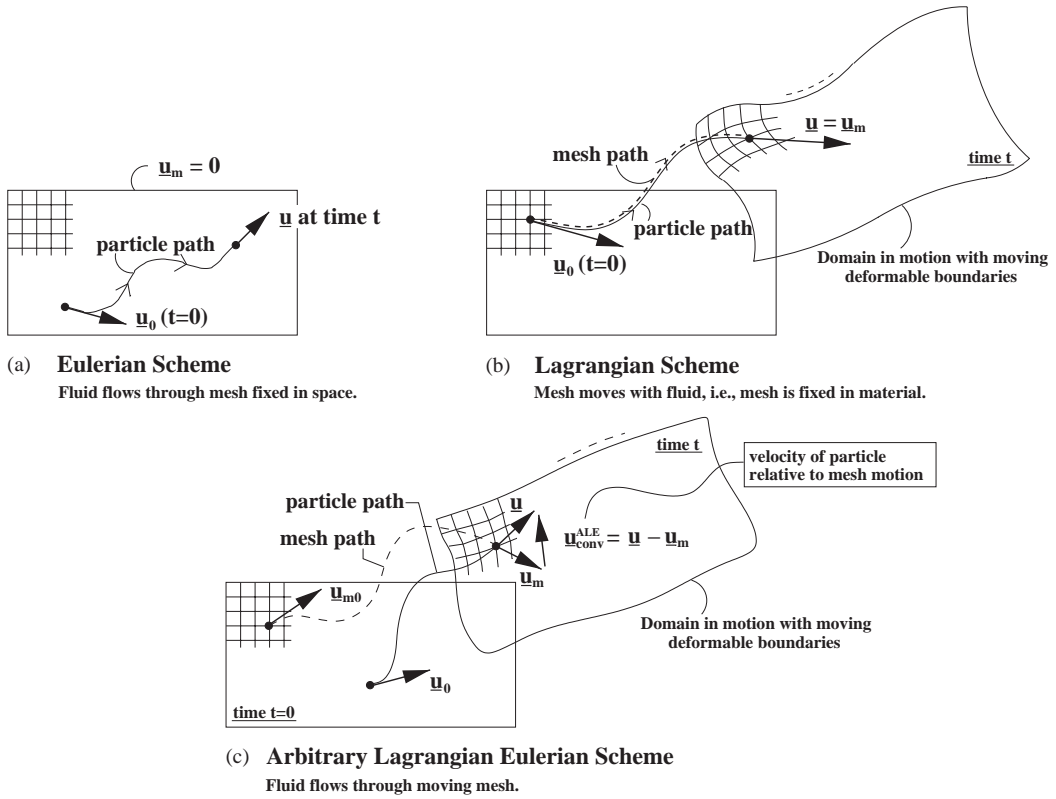 u_m = 0
u at time t
particle path
u_0 (t=0)
(a) Eulerian Scheme
Fluid flows through mesh fixed in space.
u = u_m
mesh path
time t
particle path
u_0 (t=0)
Domain in motion with moving
deformable boundaries
(b) Lagrangian Scheme
Mesh moves with fluid, i.e., mesh is fixed in material.
time t
velocity of particle
relative to mesh motion
particle path
mesh path
u
u_conv^ALE = u − u_m
u_m
u_m0
Domain in motion with moving
deformable boundaries
u_0
time t=0
(c) Arbitrary Lagrangian Eulerian Scheme
Fluid flows through moving mesh.